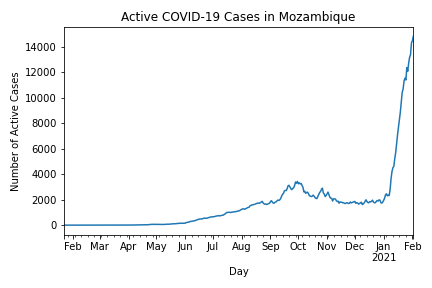 Active COVID-19 Cases in Mozambique
Number of Active Cases
14000
12000
10000
8000
6000
4000
2000
0
Feb Mar Apr May Jun Jul Aug Sep Oct Nov Dec Jan Feb
2021
Day